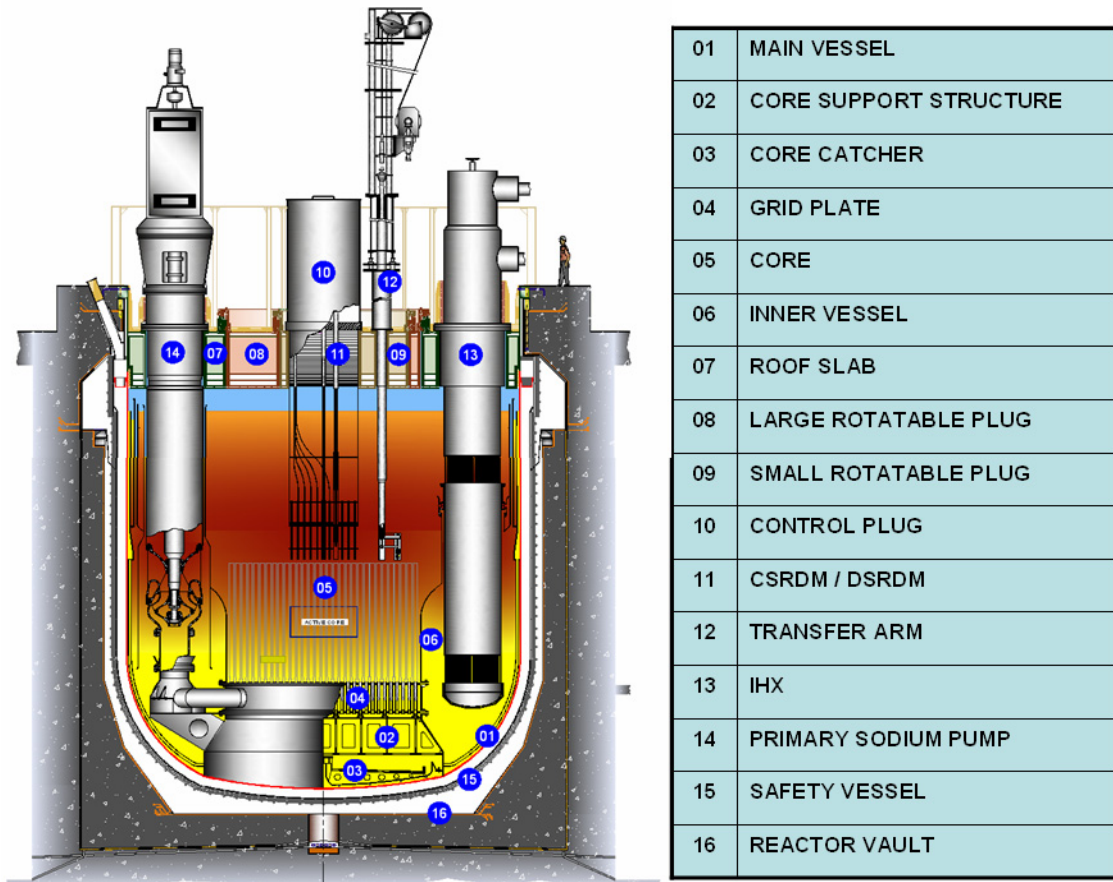 10
12
14
07
08
11
09
13
05
ACTIVE CORE
06
04
02
01
03
15
16
01 MAIN VESSEL
02 CORE SUPPORT STRUCTURE
03 CORE CATCHER
04 GRID PLATE
05 CORE
06 INNER VESSEL
07 ROOF SLAB
08 LARGE ROTATABLE PLUG
09 SMALL ROTATABLE PLUG
10 CONTROL PLUG
11 CSRDM / DSRDM
12 TRANSFER ARM
13 IHX
14 PRIMARY SODIUM PUMP
15 SAFETY VESSEL
16 REACTOR VAULT